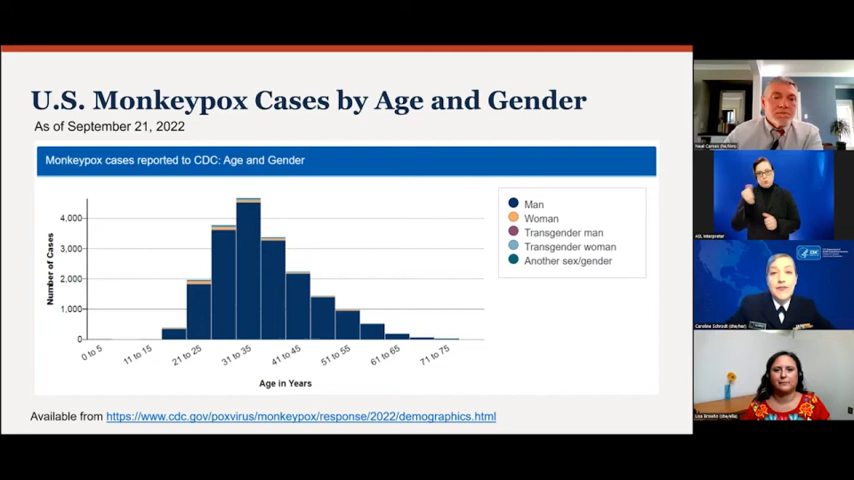 U.S. Monkeypox Cases by Age and Gender
As of September 21, 2022
Monkeypox cases reported to CDC: Age and Gender
Number of Cases
4,000
3,000
2,000
1,000
0
0 to 5
11 to 15
21 to 25
31 to 35
41 to 45
51 to 55
61 to 65
71 to 75
Age in Years
Man
Woman
Transgender man
Transgender woman
Another sex/gender
Available from https://www.cdc.gov/poxvirus/monkeypox/response/2022/demographics.html
ASL Interpreter
CDC